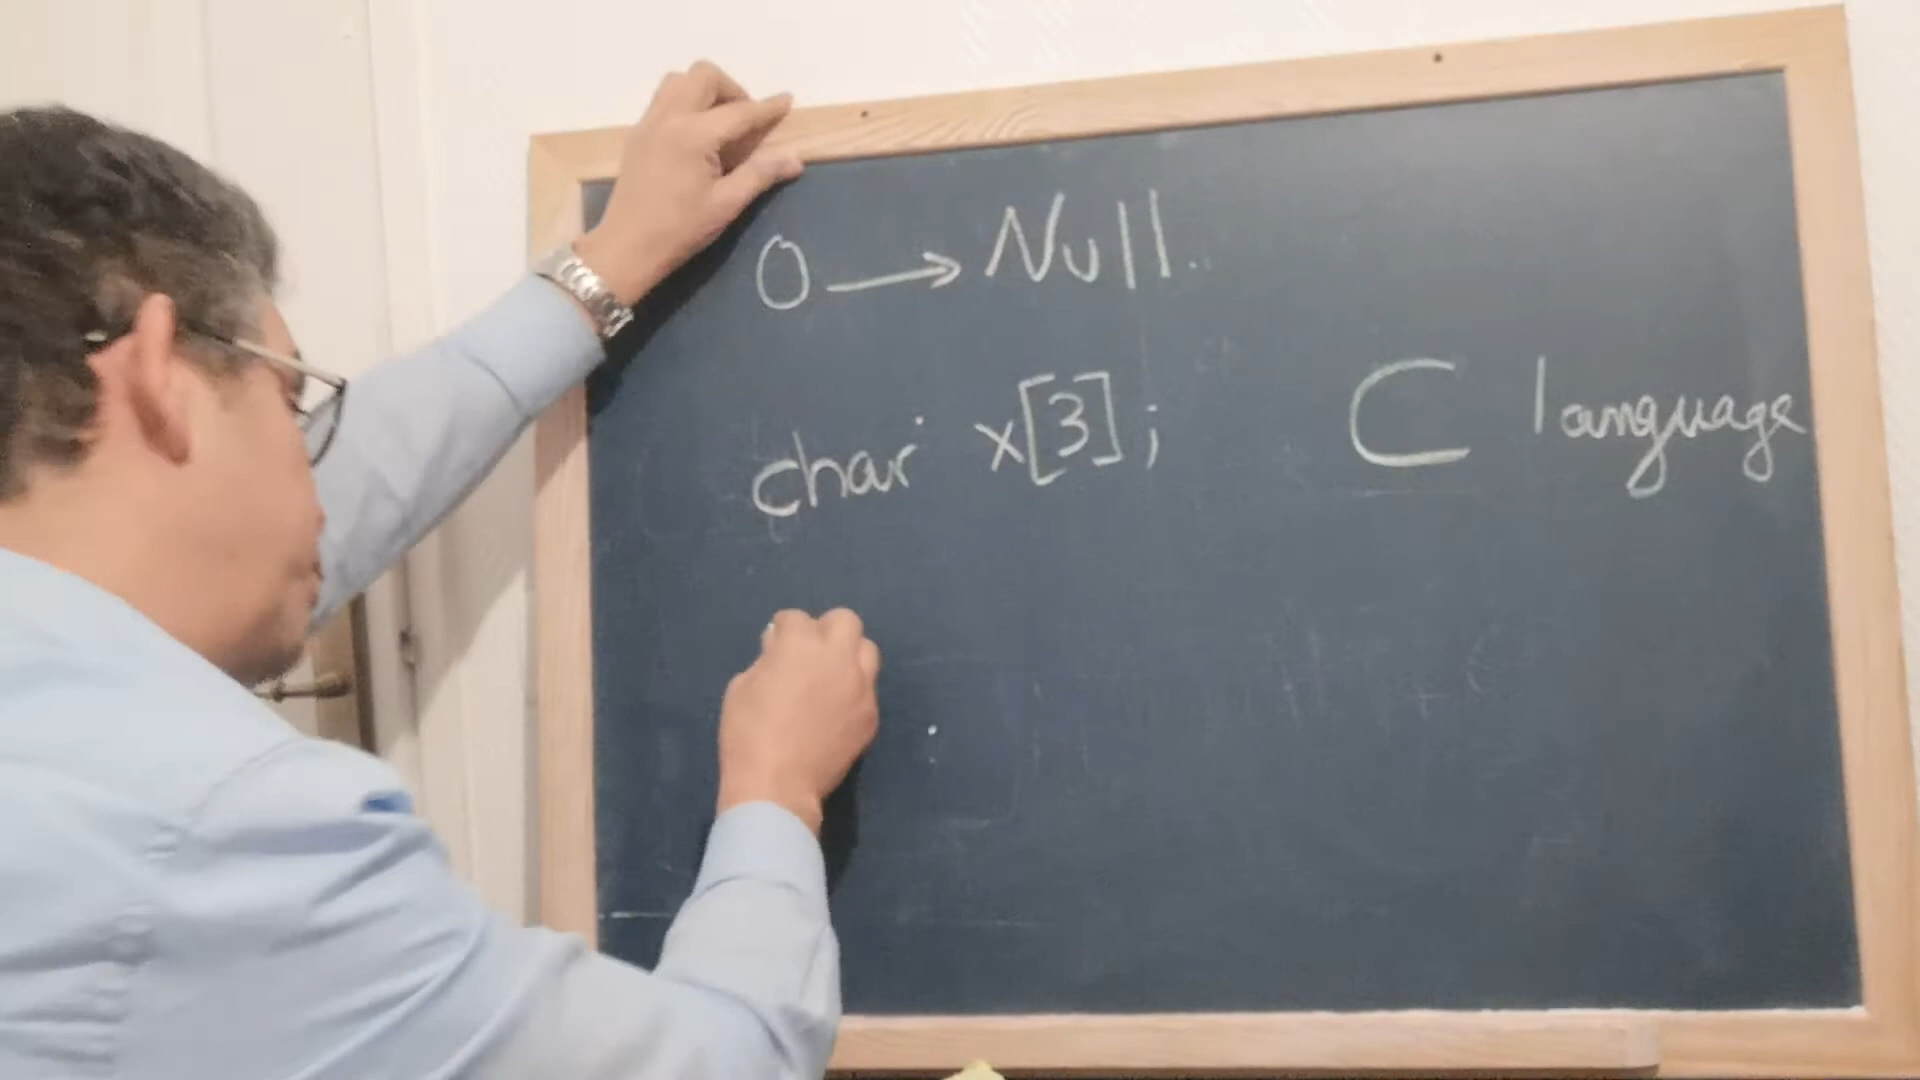 0 → Null.
char x[3]; C language